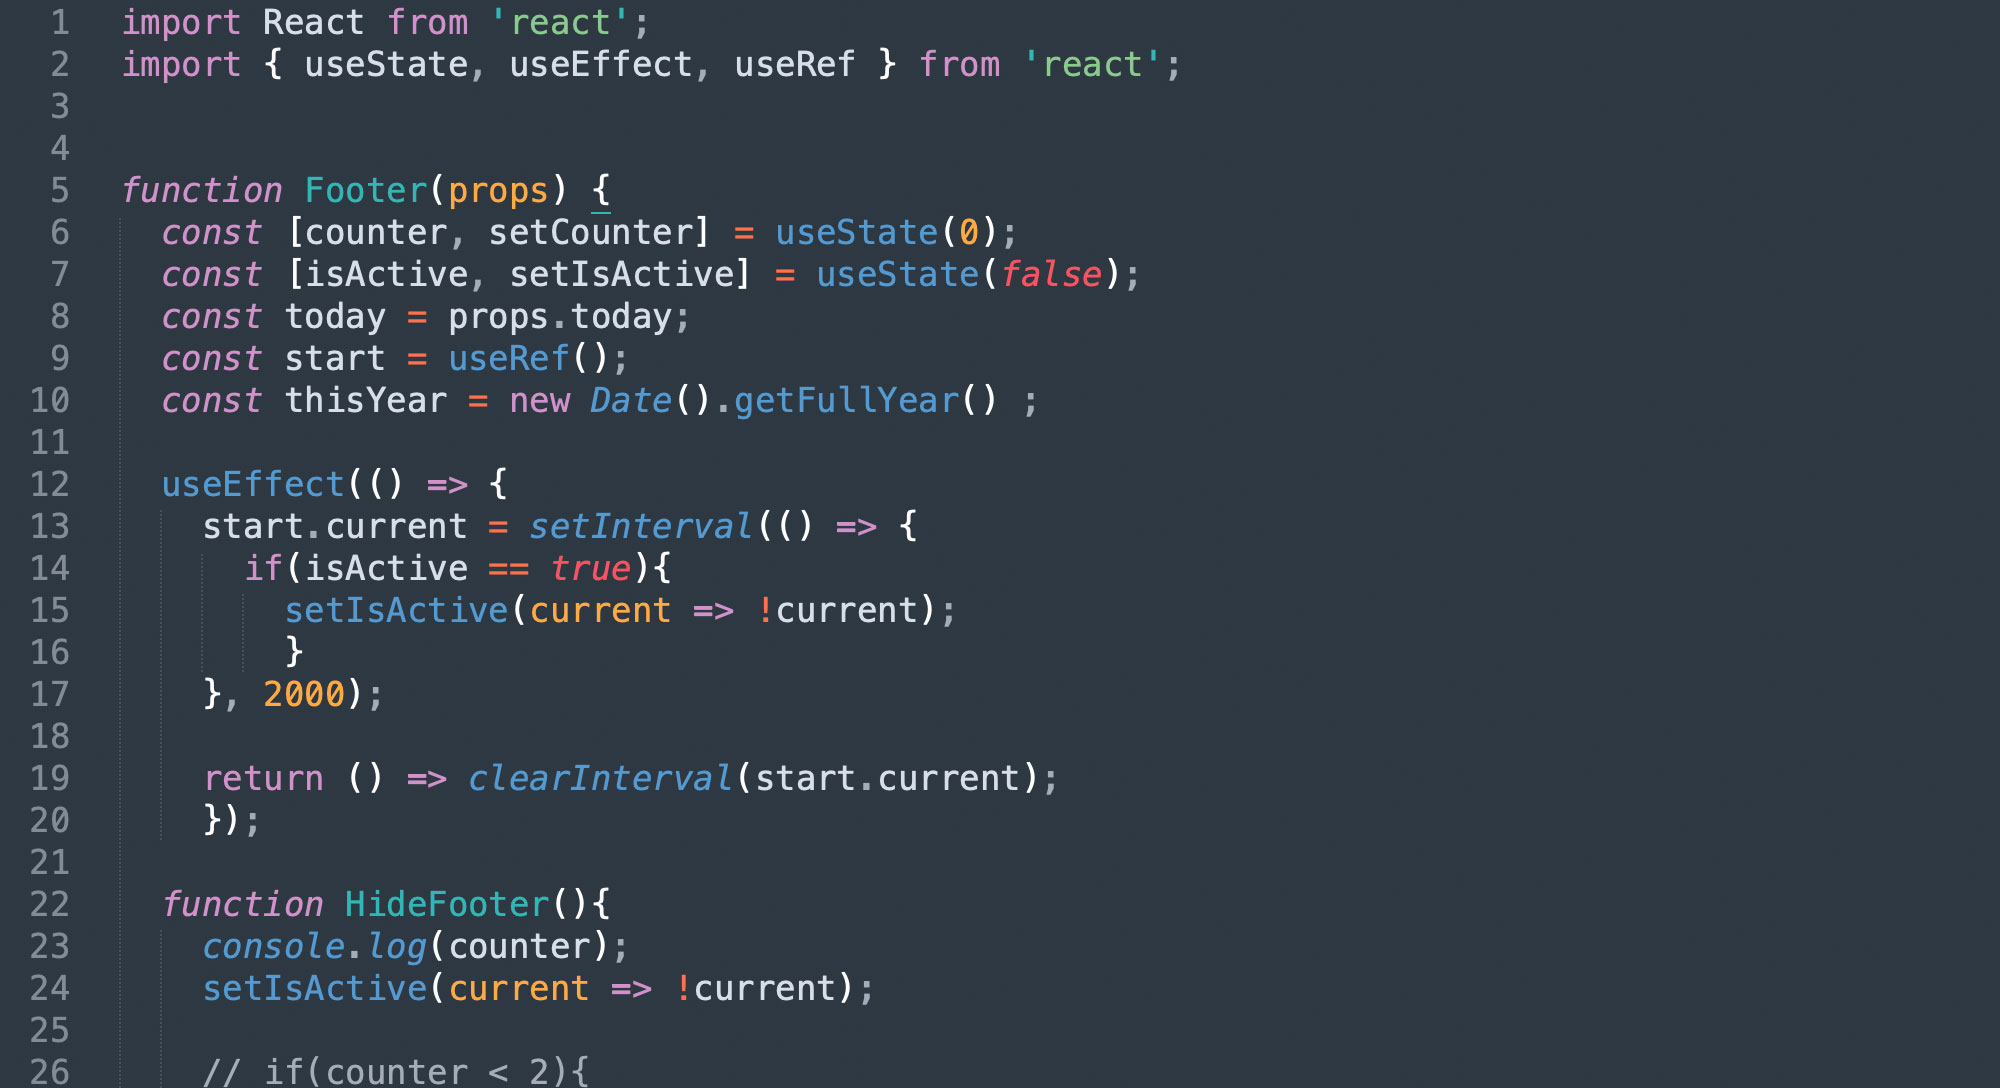 1 import React from 'react';
2 import { useState, useEffect, useRef } from 'react';
3
4
5 function Footer(props) {
6   const [counter, setCounter] = useState(0);
7   const [isActive, setIsActive] = useState(false);
8   const today = props.today;
9   const start = useRef();
10   const thisYear = new Date().getFullYear() ;
11
12   useEffect(() => {
13     start.current = setInterval(() => {
14       if(isActive == true){
15         setIsActive(current => !current);
16         }
17     }, 2000);
18
19     return () => clearInterval(start.current);
20     });
21
22   function HideFooter(){
23     console.log(counter);
24     setIsActive(current => !current);
25
26     // if(counter < 2){